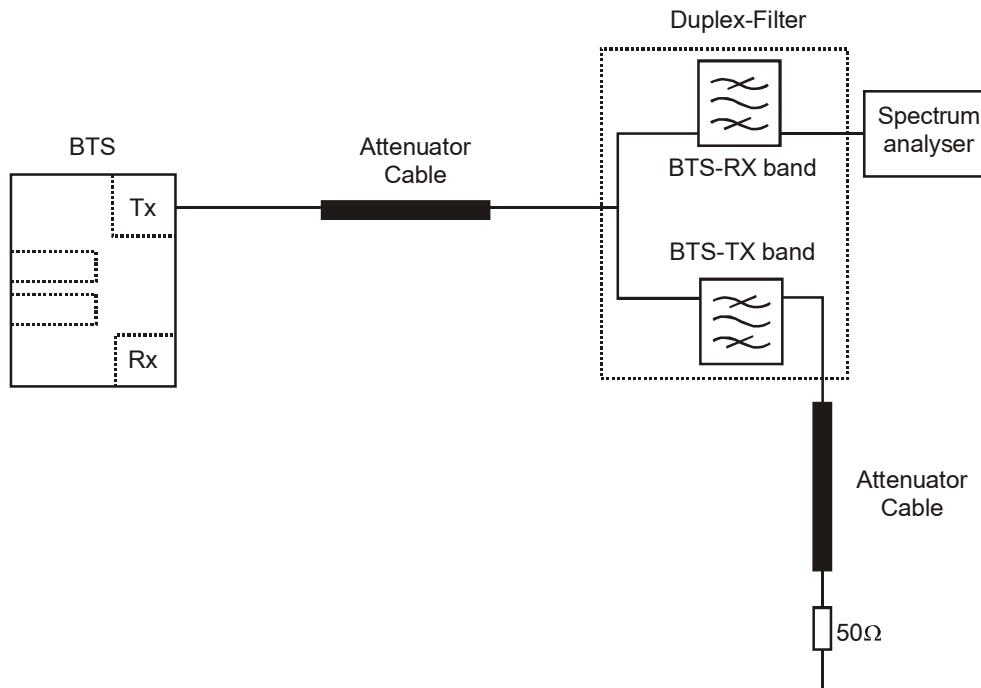 Duplex-Filter
BTS
Attenuator
Cable
Tx
Rx
BTS-RX band
Spectrum
analyser
BTS-TX band
Attenuator
Cable
50Ω